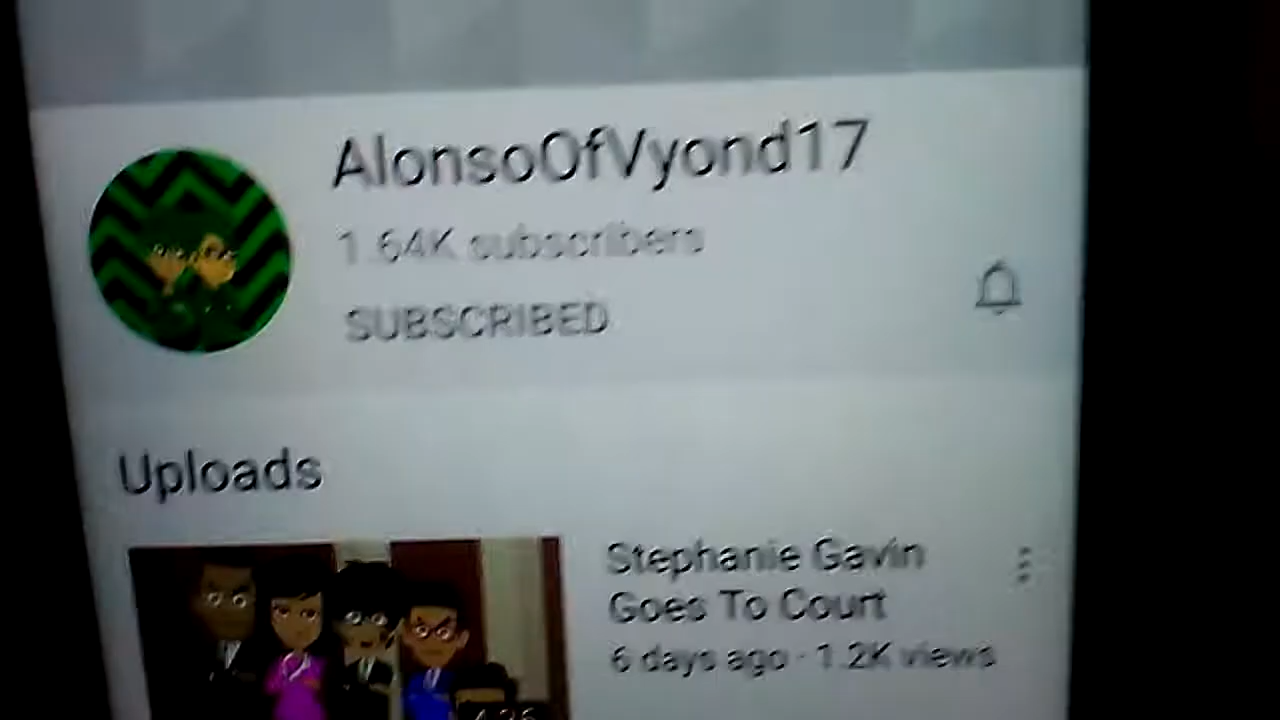 AlonsoOfVyond17
1.64K subscribers
SUBSCRIBED
Uploads
Stephanie Gavin
Goes To Court
6 days ago · 1.2K views